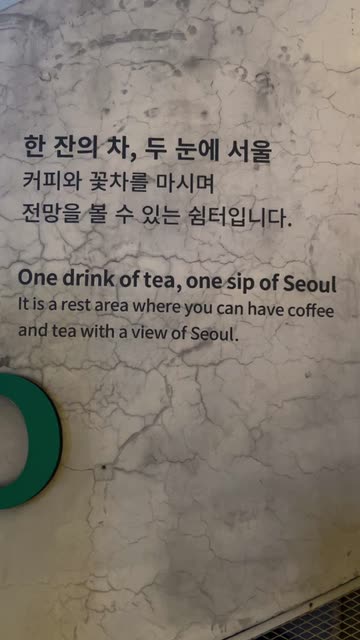 한 잔의 차, 두 눈에 서울
커피와 꽃차를 마시며
전망을 볼 수 있는 쉼터입니다.
One drink of tea, one sip of Seoul
It is a rest area where you can have coffee
and tea with a view of Seoul.